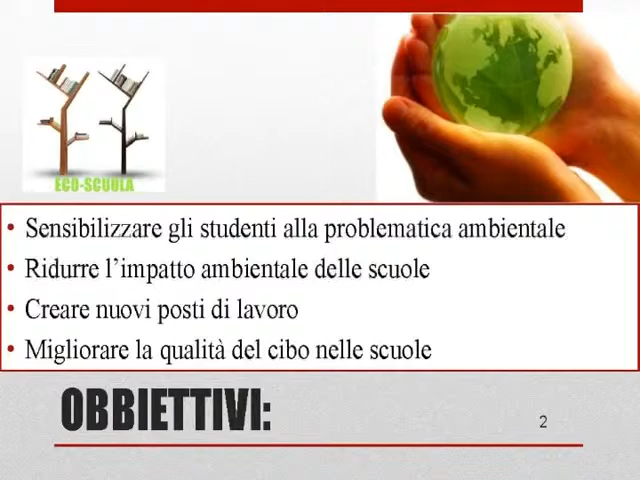 ECO-SCUOLA
• Sensibilizzare gli studenti alla problematica ambientale
• Ridurre l'impatto ambientale delle scuole
• Creare nuovi posti di lavoro
• Migliorare la qualità del cibo nelle scuole
OBBIETTIVI:
2